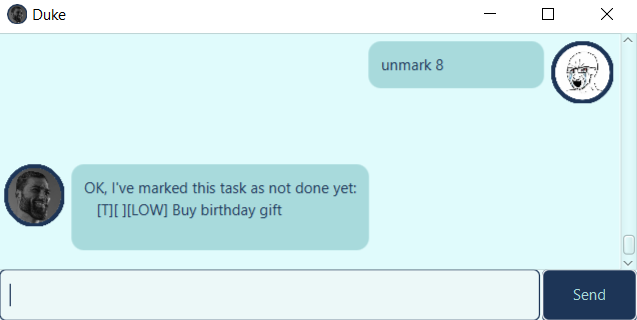 Duke
unmark 8
OK, I've marked this task as not done yet:
[T][ ][LOW] Buy birthday gift
Send